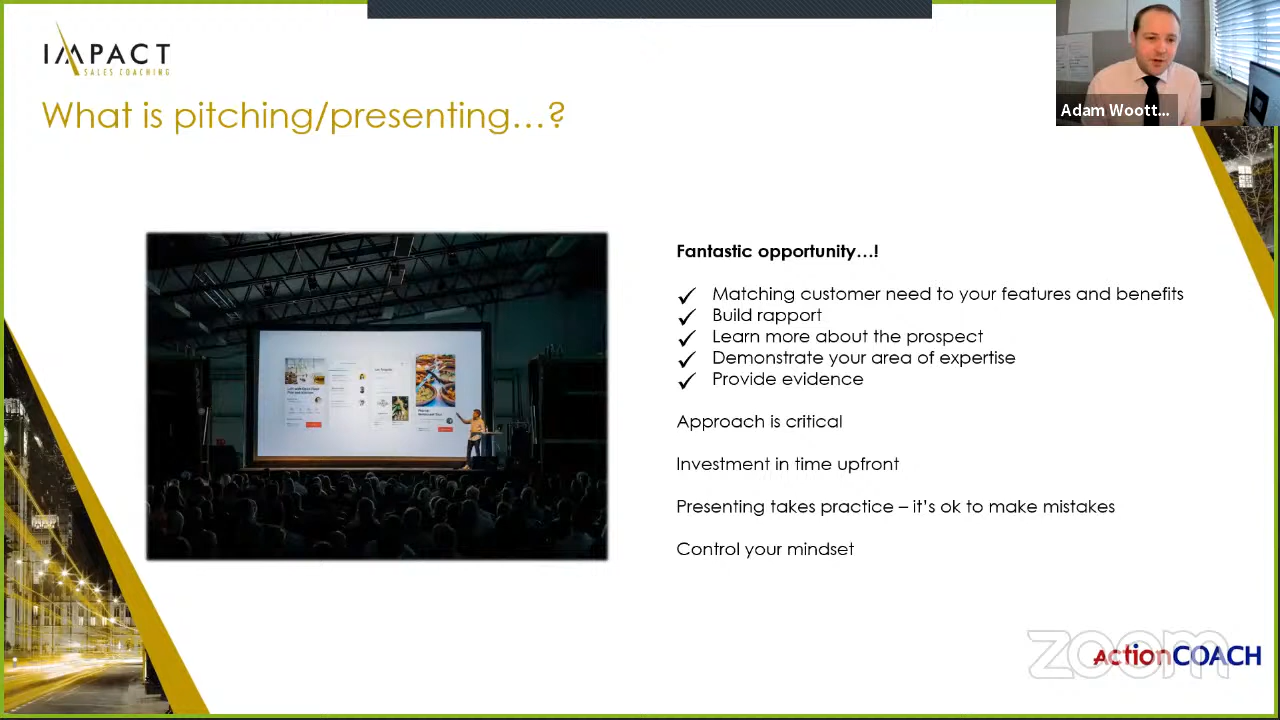 IMPACT
SALES COACHING
Adam Woott...
What is pitching/presenting…?
Fantastic opportunity…!
✓ Matching customer need to your features and benefits
✓ Build rapport
✓ Learn more about the prospect
✓ Demonstrate your area of expertise
✓ Provide evidence
Approach is critical
Investment in time upfront
Presenting takes practice – it's ok to make mistakes
Control your mindset
zoom
ActionCOACH